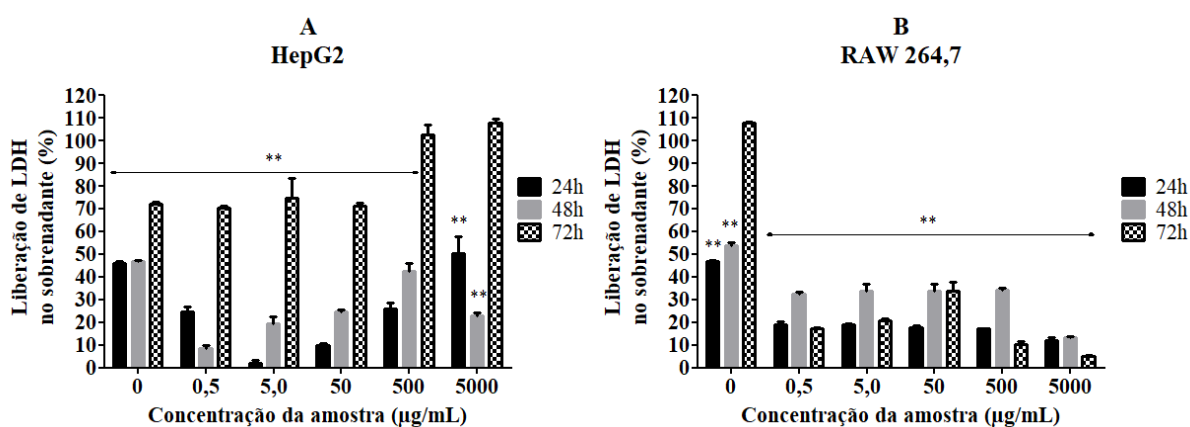 A
HepG2
120
110
100
90
80
70
60
50
40
30
20
10
0
Liberação de LDH
no sobrenadante (%)
**
**
**
0 0,5 5,0 50 500 5000
Concentração da amostra (µg/mL)
24h
48h
72h
B
RAW 264,7
120
110
100
90
80
70
60
50
40
30
20
10
0
Liberação de LDH
no sobrenadante (%)
**
**
**
0 0,5 5,0 50 500 5000
Concentração da amostra (µg/mL)
24h
48h
72h